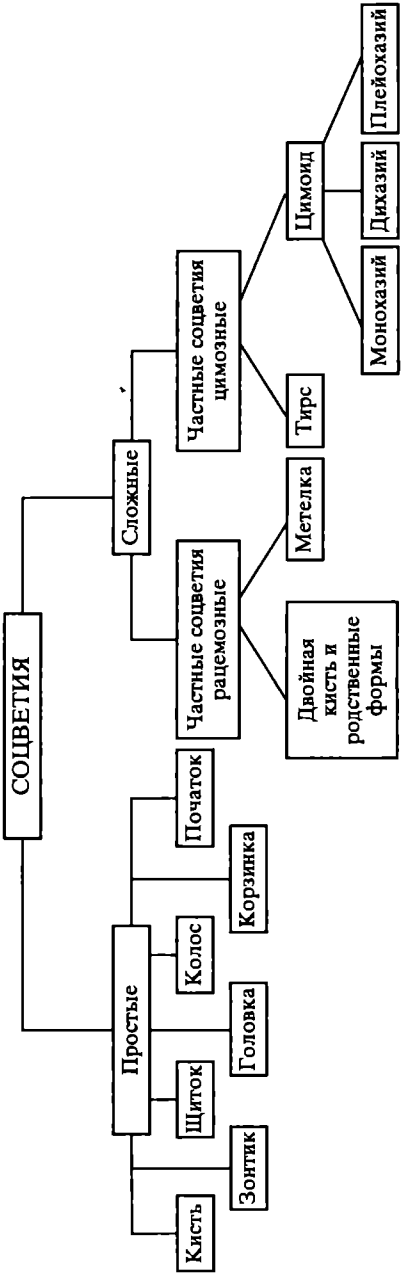 СОЦВЕТИЯ
Простые
Сложные
Кисть
Зонтик
Щиток
Головка
Колос
Корзинка
Початок
Частные соцветия
рацемозные
Частные соцветия
цимозные
Двойная
кисть и
родственные
формы
Метелка
Тирс
Цимоид
Монохазий
Дихазий
Плейохазий